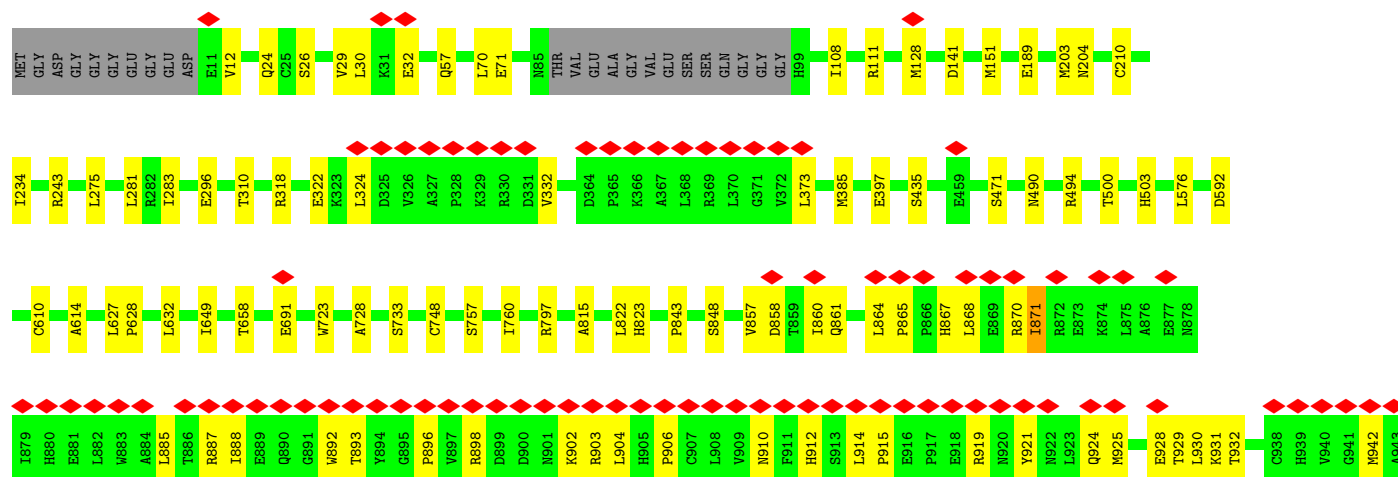 MET GLY ASP GLY GLY GLY GLU GLY GLU ASP E11 V12 Q24 C25 S26 V29 L30 K31 E32 Q57 L70 E71 N85 THR VAL GLU ALA GLY VAL GLU SER SER GLN GLY GLY GLY H99 I108 R111 M128 D141 M151 E189 M203 N204 C210
I234 R243 L275 L281 R282 I283 E296 T310 R318 E322 K323 L324 D325 V326 A327 P328 K329 R330 D331 V332 D364 P365 K366 A367 L368 R369 L370 G371 V372 L373 M385 E397 S435 E459 S471 N490 R494 T500 H503 L576 D592
C610 A614 L627 P628 L632 I649 T658 E691 W723 A728 S733 C748 S757 I760 R797 A815 L822 H823 P843 S848 V857 D858 T859 I860 Q861 L864 P865 P866 H867 L868 E869 R870 I871 R872 E873 K874 L875 A876 E877 N878
I879 H880 E881 L882 W883 A884 L885 T886 R887 I888 E889 Q890 G891 W892 T893 Y894 G895 P896 V897 R898 D899 D900 N901 K902 R903 L904 H905 P906 C907 L908 V909 N910 F911 H912 S913 L914 P915 E916 P917 E918 R919 N920 Y921 N922 L923 Q924 M925 E928 T929 L930 K931 T932 C938 H939 V940 G941 M942 A943